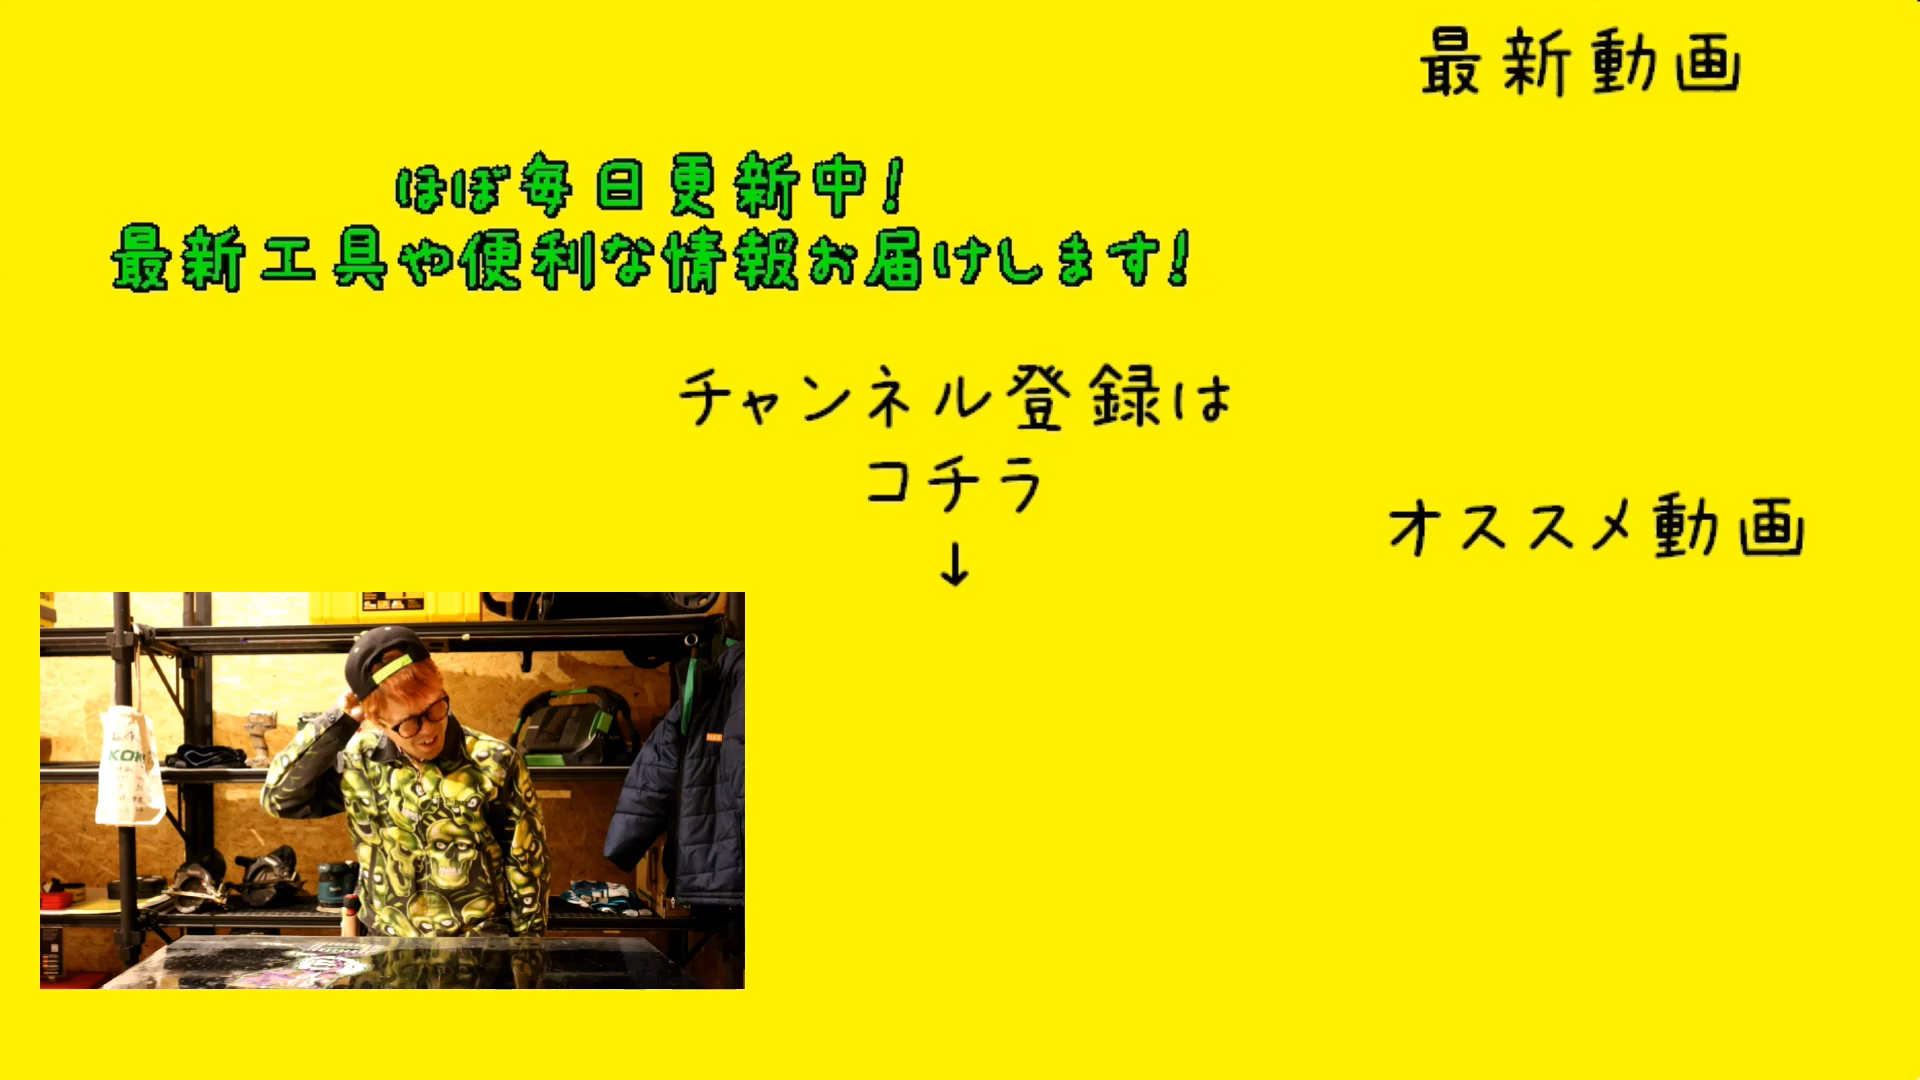 最新動画
ほぼ毎日更新中!
最新工具や便利な情報お届けします!
チャンネル登録は
コチラ
↓
オススメ動画